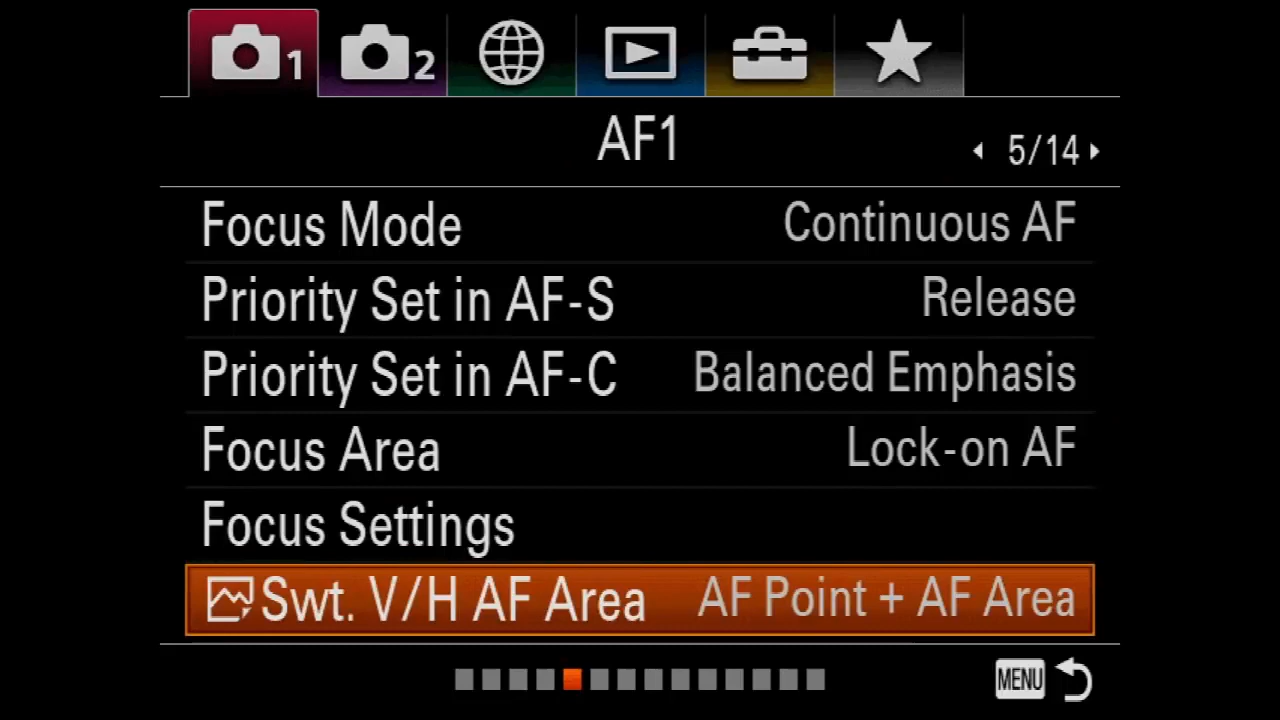 1 2
AF1
5/14
Focus Mode Continuous AF
Priority Set in AF-S Release
Priority Set in AF-C Balanced Emphasis
Focus Area Lock-on AF
Focus Settings
Swt. V/H AF Area AF Point + AF Area
MENU